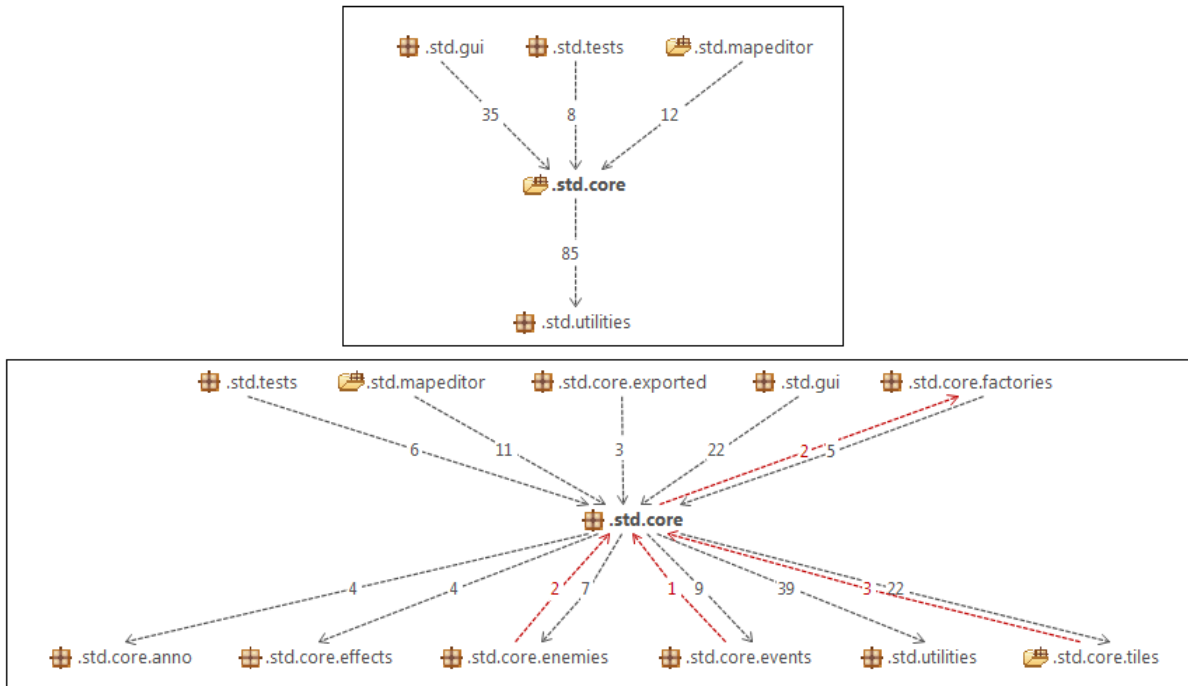 .std.gui .std.tests .std.mapeditor
35 8 12
.std.core
85
.std.utilities
.std.tests .std.mapeditor .std.core.exported .std.gui .std.core.factories
6 11 3 22 2 5
.std.core
4 4 2 7 1 9 39 3 22
.std.core.anno .std.core.effects .std.core.enemies .std.core.events .std.utilities .std.core.tiles